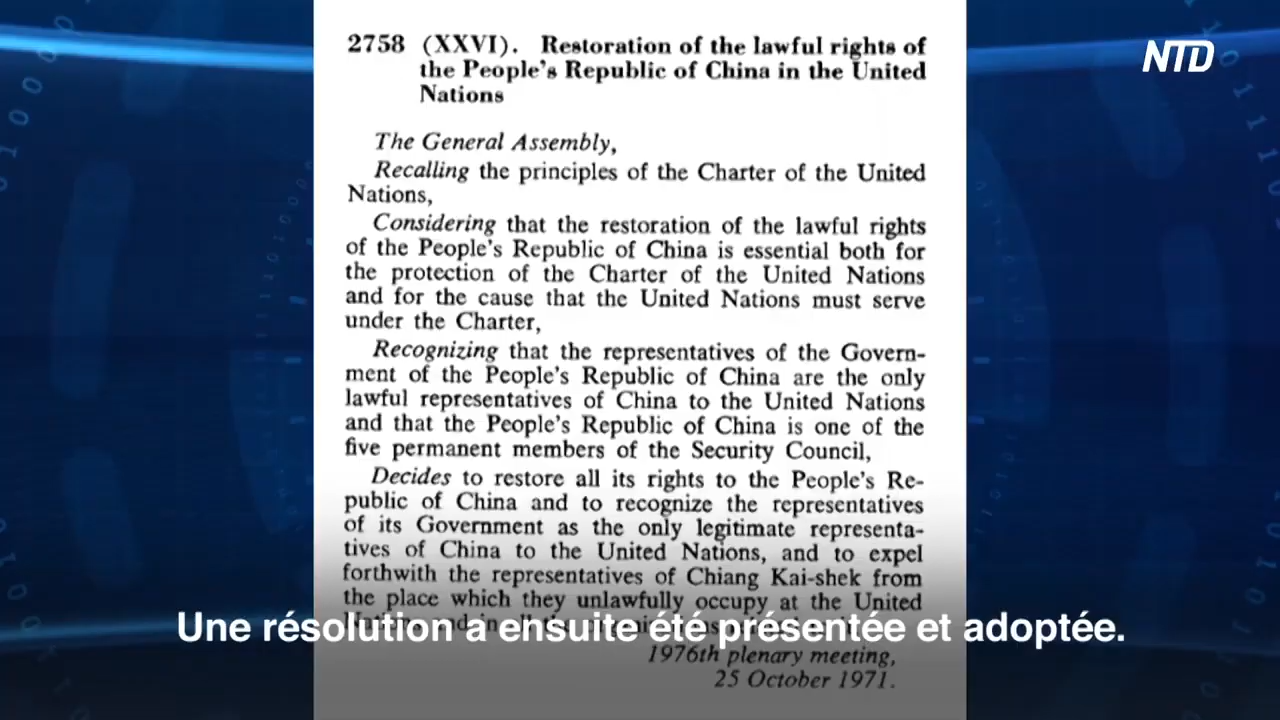 NTD
2758 (XXVI). Restoration of the lawful rights of
the People's Republic of China in the United
Nations
The General Assembly,
Recalling the principles of the Charter of the United
Nations,
Considering that the restoration of the lawful rights
of the People's Republic of China is essential both for
the protection of the Charter of the United Nations
and for the cause that the United Nations must serve
under the Charter,
Recognizing that the representatives of the Govern-
ment of the People's Republic of China are the only
lawful representatives of China to the United Nations
and that the People's Republic of China is one of the
five permanent members of the Security Council,
Decides to restore all its rights to the People's Re-
public of China and to recognize the representatives
of its Government as the only legitimate representa-
tives of China to the United Nations, and to expel
forthwith the representatives of Chiang Kai-shek from
the place which they unlawfully occupy at the United
Une résolution a ensuite été présentée et adoptée.
1976th plenary meeting,
25 October 1971.